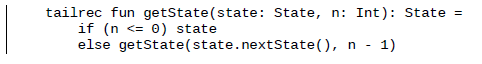 tailrec fun getState(state: State, n: Int): State =
    if (n <= 0) state
    else getState(state.nextState(), n - 1)